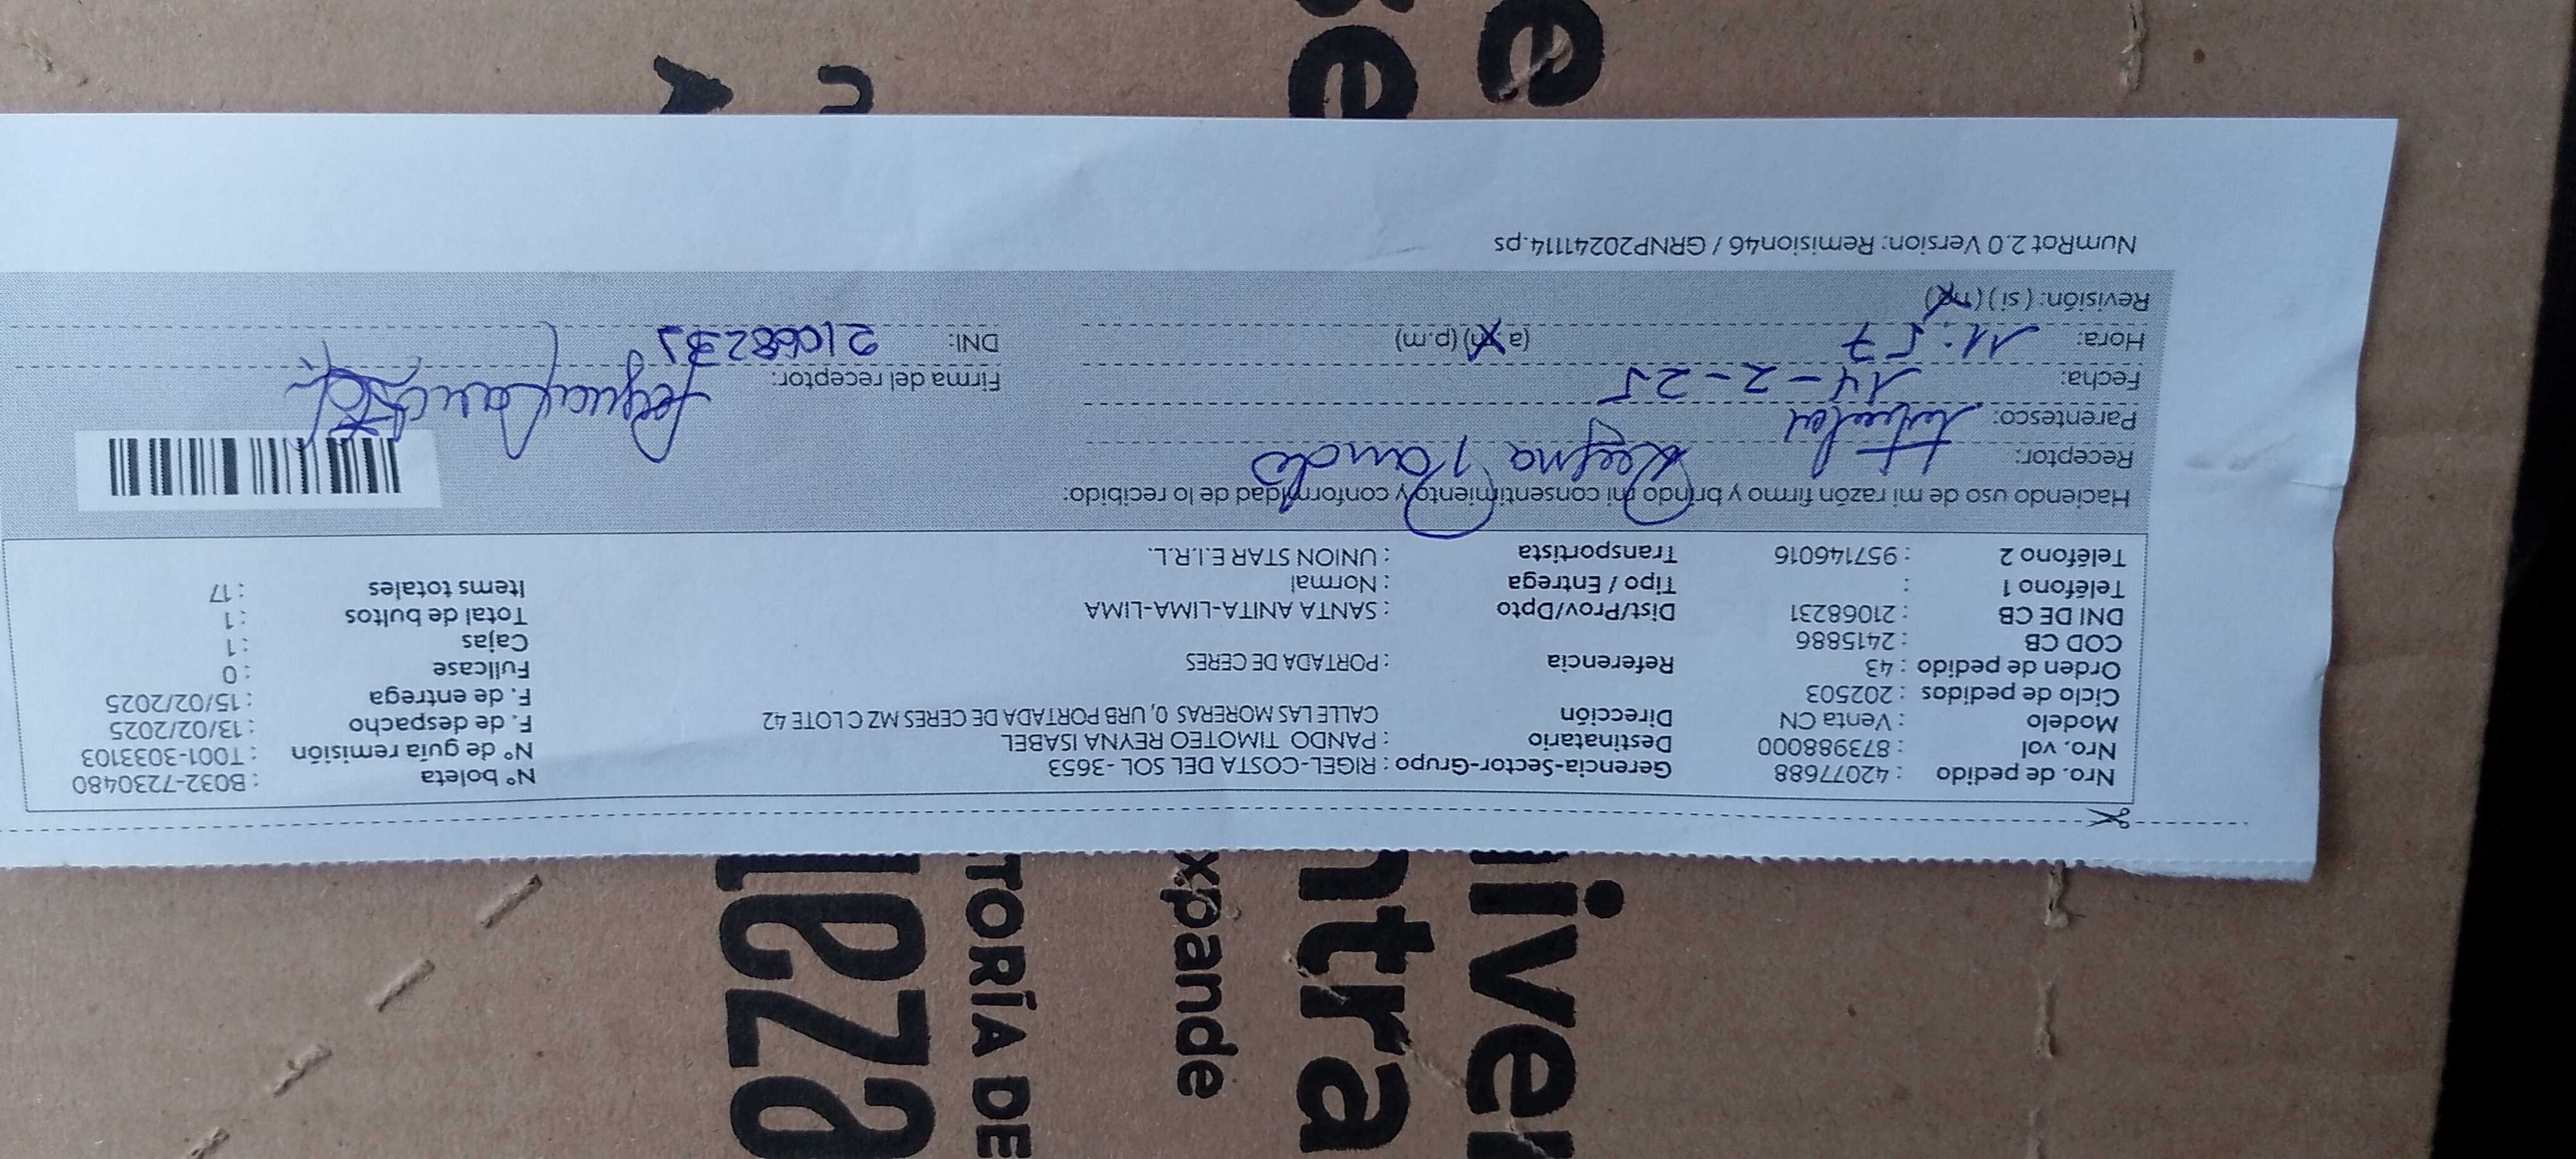 Nro. de pedido : 42077688 Gerencia-Sector-Grupo : RIGEL-COSTA DEL SOL -3653 N° boleta : B032-7230480
Nro. vol : 873988000 Destinatario : PANDO TIMOTEO REYNA ISABEL N° de guía remisión : T001-3033103
Modelo : Venta CN Dirección CALLE LAS MORERAS 0, URB PORTADA DE CERES MZ C LOTE 42 F. de despacho : 13/02/2025
Ciclo de pedidos : 202503 F. de entrega : 15/02/2025
Orden de pedido : 43 Referencia : PORTADA DE CERES Fullcase : 0
COD CB : 2415886 Cajas : 1
DNI DE CB : 21068231 Dist/Prov/Dpto : SANTA ANITA-LIMA-LIMA Total de bultos : 1
Teléfono 1 : Tipo / Entrega : Normal Items totales : 17
Teléfono 2 : 957146016 Transportista : UNION STAR E.I.R.L.
Haciendo uso de mi razón firmo y brindo mi consentimiento y conformidad de lo recibido:
Receptor: Reyna Pando
Parentesco: titular
Fecha: 14-2-25 Firma del receptor:
Hora: 11:57 (a.m) (p.m) DNI: 21068231
Revisión: (si) (no)
NumRot 2.0 Version: Remision46 / GRNP20241114.ps
eza
TORÍA DE
xpande
ntra
niver
se
e